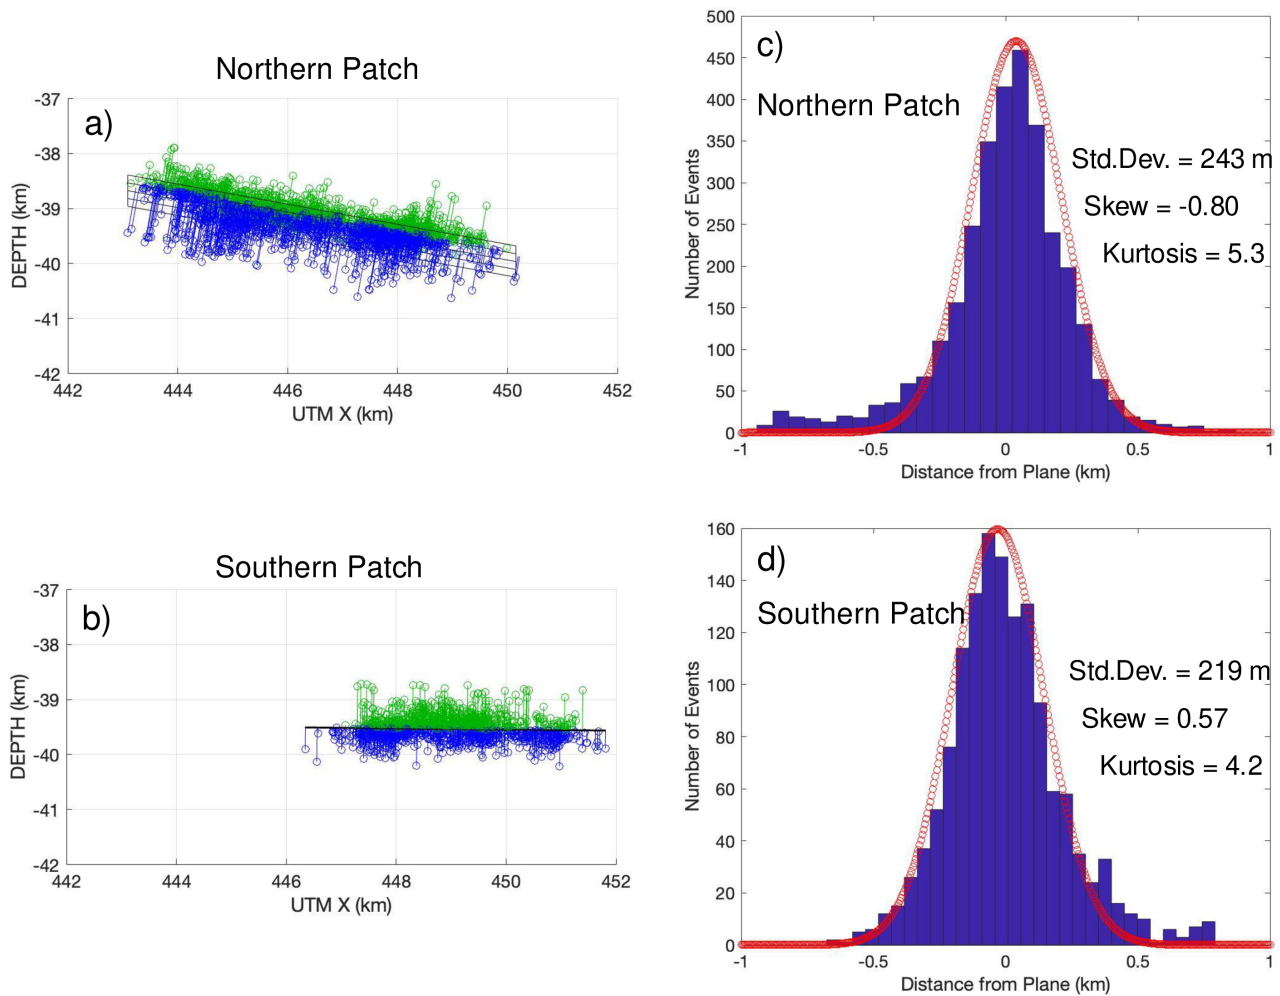 Northern Patch
a)
-37
-38
-39
-40
-41
-42
DEPTH (km)
442 444 446 448 450 452
UTM X (km)
c)
Northern Patch
Std.Dev. = 243 m
Skew = -0.80
Kurtosis = 5.3
500
450
400
350
300
250
200
150
100
50
0
Number of Events
-1 -0.5 0 0.5 1
Distance from Plane (km)
Southern Patch
b)
-37
-38
-39
-40
-41
-42
DEPTH (km)
442 444 446 448 450 452
UTM X (km)
d)
Southern Patch
Std.Dev. = 219 m
Skew = 0.57
Kurtosis = 4.2
160
140
120
100
80
60
40
20
0
Number of Events
-1 -0.5 0 0.5 1
Distance from Plane (km)